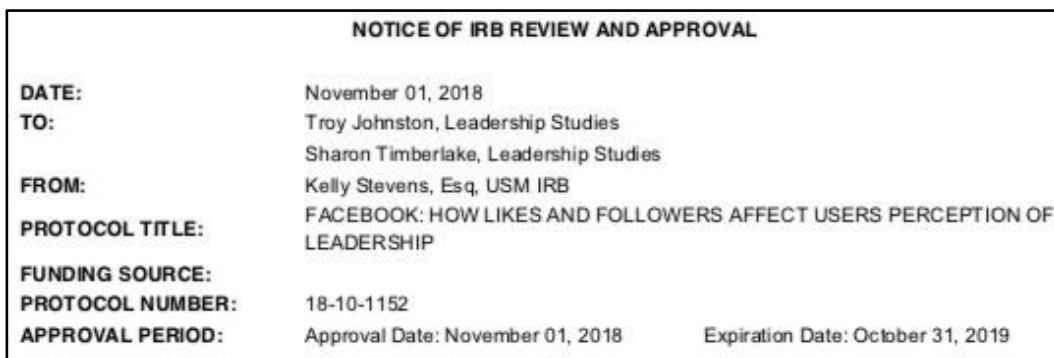 NOTICE OF IRB REVIEW AND APPROVAL
DATE: November 01, 2018
TO: Troy Johnston, Leadership Studies
Sharon Timberlake, Leadership Studies
FROM: Kelly Stevens, Esq, USM IRB
PROTOCOL TITLE: FACEBOOK: HOW LIKES AND FOLLOWERS AFFECT USERS PERCEPTION OF
LEADERSHIP
FUNDING SOURCE:
PROTOCOL NUMBER: 18-10-1152
APPROVAL PERIOD: Approval Date: November 01, 2018 Expiration Date: October 31, 2019